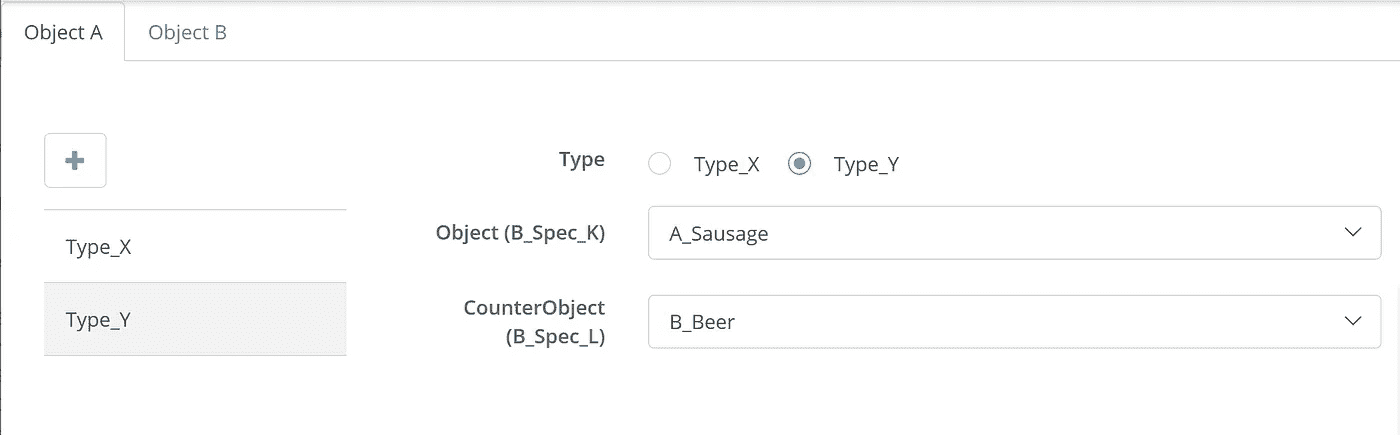 Object A
Object B
Type
Type_X
Type_Y
Type_X
Type_Y
Object (B_Spec_K)
A_Sausage
CounterObject
(B_Spec_L)
B_Beer